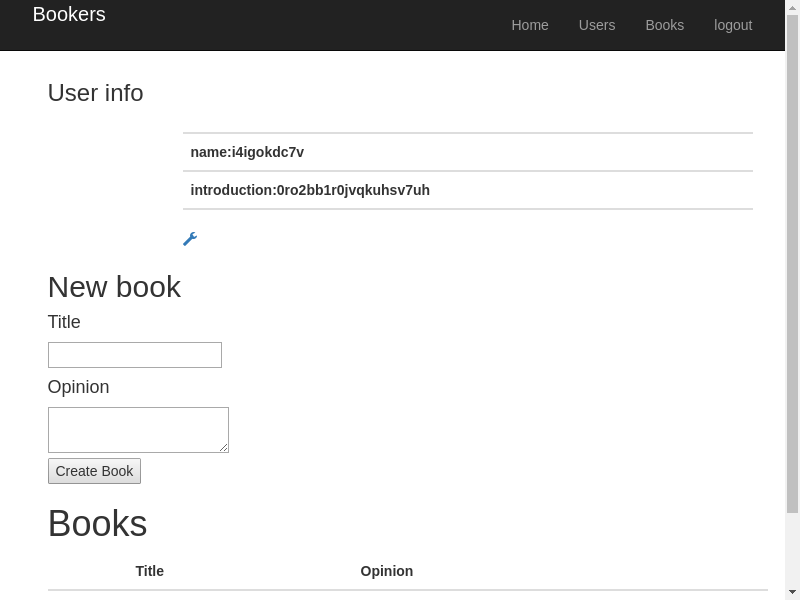 Bookers
Home Users Books logout
User info
name:i4igokdc7v
introduction:0ro2bb1r0jvqkuhsv7uh
New book
Title
Opinion
Create Book
Books
Title Opinion